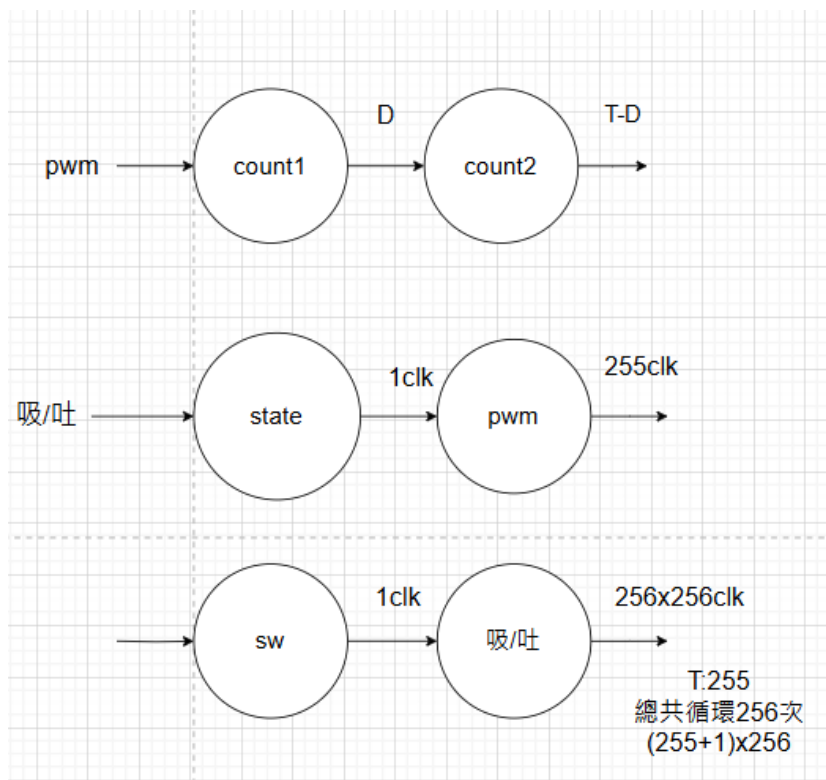 D
T-D
pwm
count1
count2
1clk
255clk
吸/吐
state
pwm
1clk
256x256clk
sw
吸/吐
T:255
總共循環256次
(255+1)x256